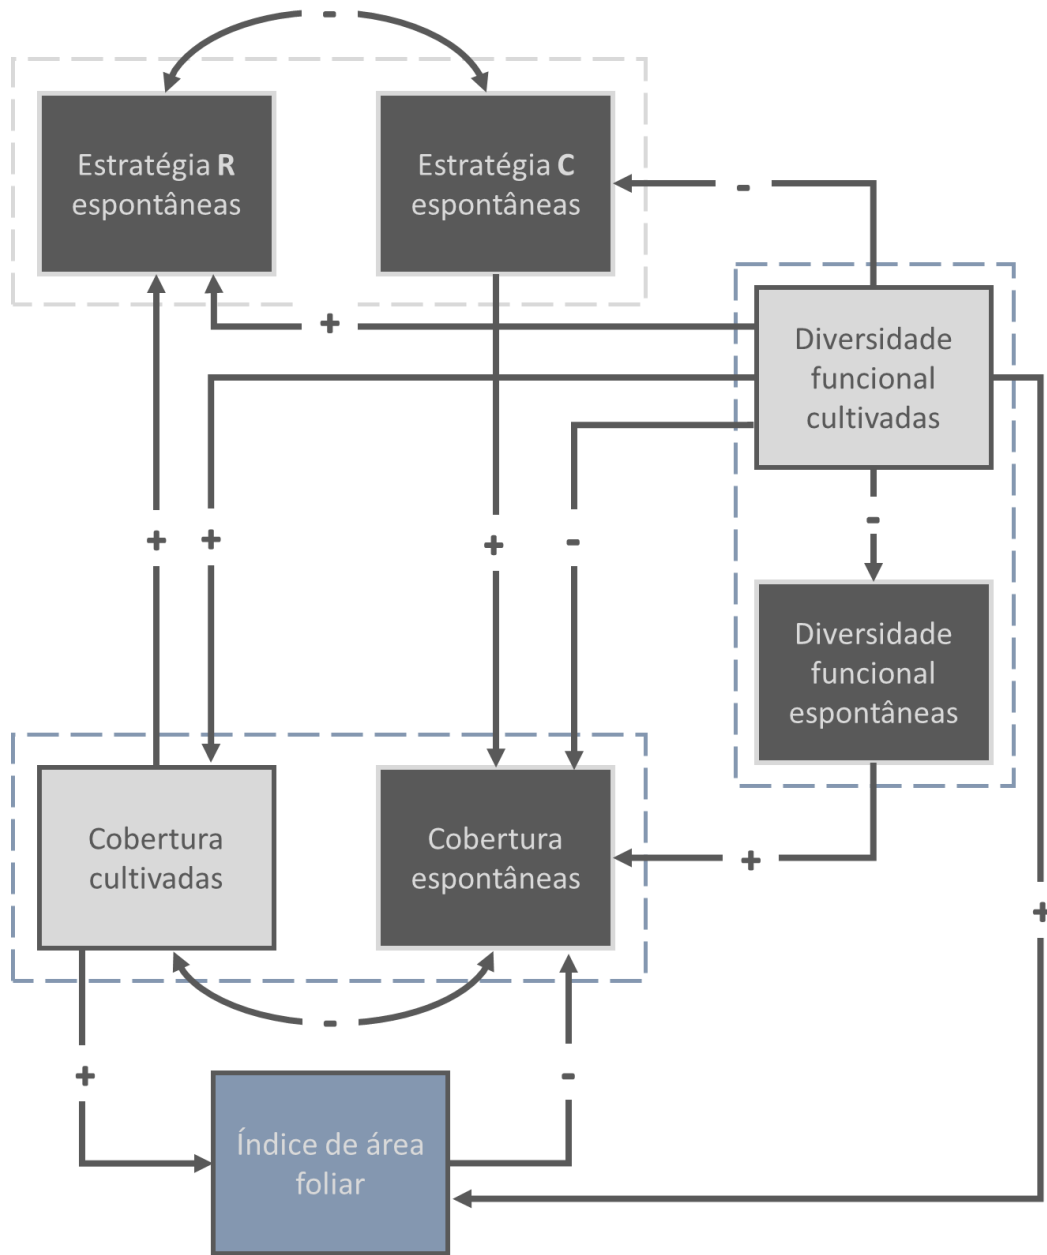 -
Estratégia R
espontâneas
Estratégia C
espontâneas
-
+
Diversidade
funcional
cultivadas
-
+
+
+
-
Diversidade
funcional
espontâneas
Cobertura
cultivadas
Cobertura
espontâneas
+
+
-
+
-
Índice de área
foliar